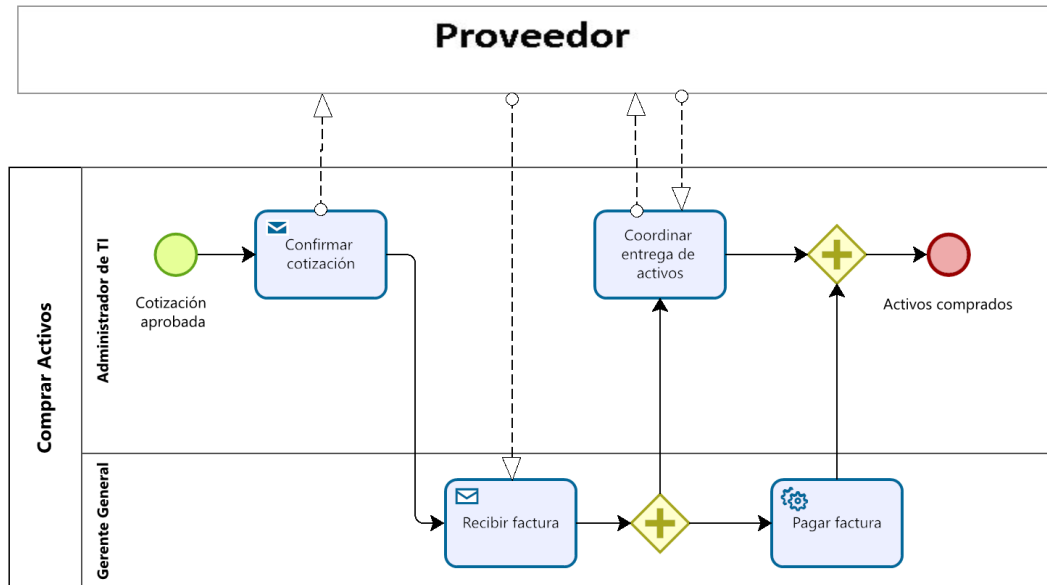 Proveedor
Comprar Activos
Administrador de TI
Cotización
aprobada
Confirmar
cotización
Coordinar
entrega de
activos
Activos comprados
Gerente General
Recibir factura
Pagar factura